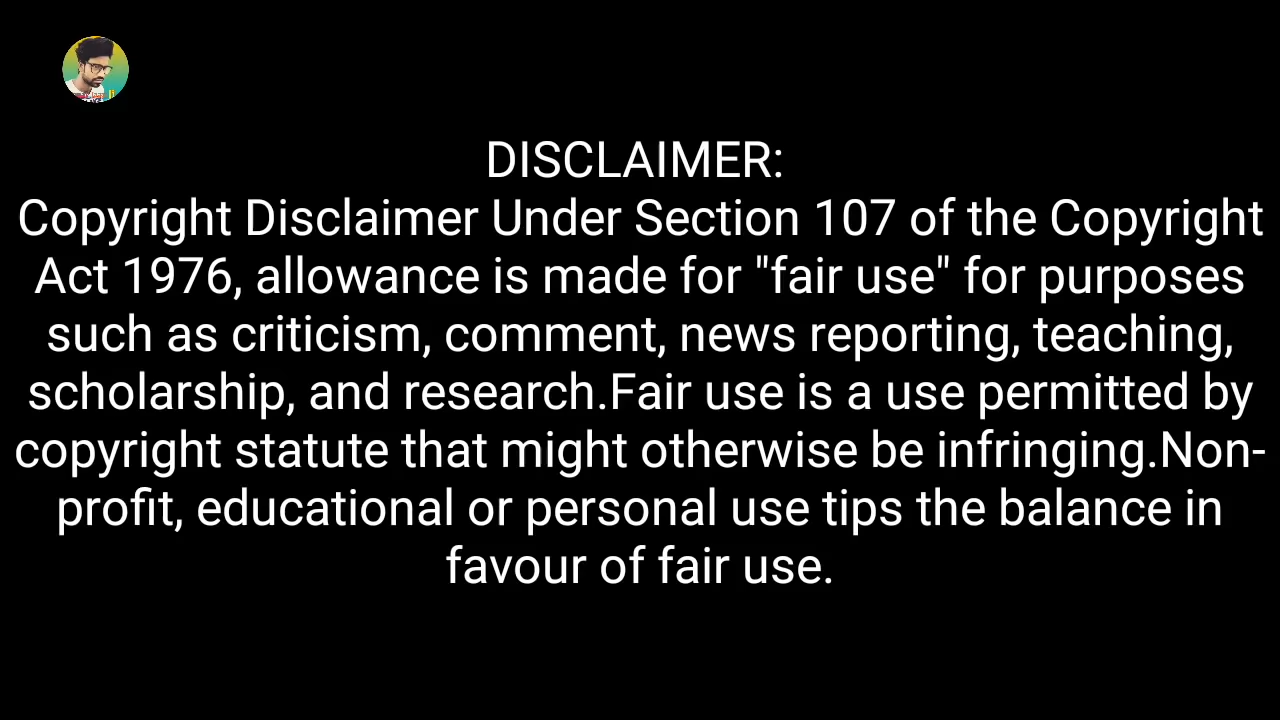 DISCLAIMER:
Copyright Disclaimer Under Section 107 of the Copyright
Act 1976, allowance is made for "fair use" for purposes
such as criticism, comment, news reporting, teaching,
scholarship, and research.Fair use is a use permitted by
copyright statute that might otherwise be infringing.Non-
profit, educational or personal use tips the balance in
favour of fair use.